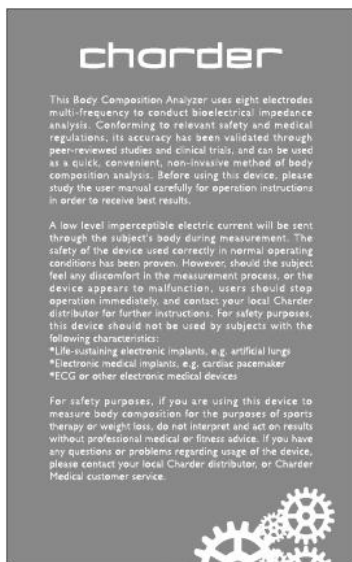 charder
This Body Composition Analyzer uses eight electrodes
multi-frequency to conduct bioelectrical impedance
analysis. Conforming to relevant safety and medical
regulations, its accuracy has been validated through
peer-reviewed studies and clinical trials, and can be used
as a quick, convenient, non-invasive method of body
composition analysis. Before using this device, please
study the user manual carefully for operation instructions
in order to receive best results.
A low level imperceptible electric current will be sent
through the subject's body during measurement. The
safety of the device used correctly in normal operating
conditions has been proven. However, should the subject
feel any discomfort in the measurement process, or the
device appears to malfunction, users should stop
operation immediately, and contact your local Charder
distributor for further instructions. For safety purposes,
this device should not be used by subjects with the
following characteristics:
*Life-sustaining electronic implants, e.g. artificial lungs
*Electronic medical implants, e.g. cardiac pacemaker
*ECG or other electronic medical devices
For safety purposes, if you are using this device to
measure body composition for the purposes of sports
therapy or weight loss, do not interpret and act on results
without professional medical or fitness advice. If you have
any questions or problems regarding usage of the device,
please contact your local Charder distributor, or Charder
Medical customer service.